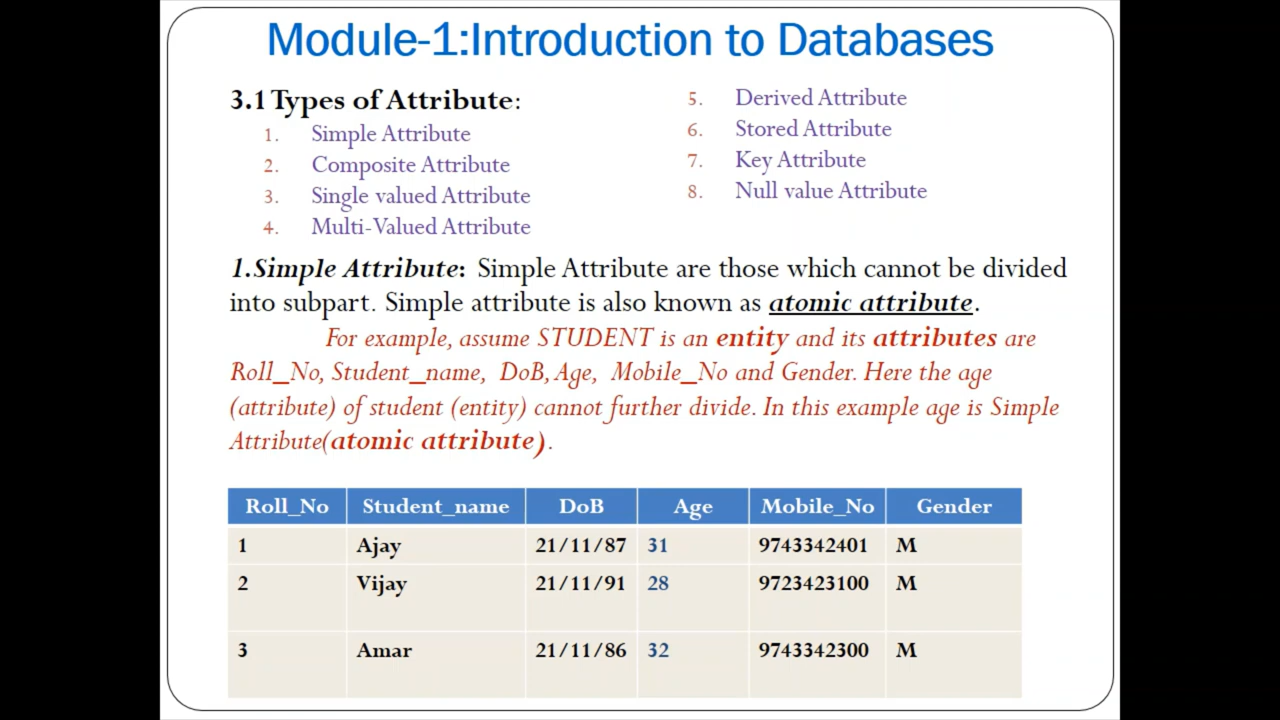 Module-1:Introduction to Databases
3.1 Types of Attribute:
1. Simple Attribute
2. Composite Attribute
3. Single valued Attribute
4. Multi-Valued Attribute
5. Derived Attribute
6. Stored Attribute
7. Key Attribute
8. Null value Attribute
1.Simple Attribute: Simple Attribute are those which cannot be divided
into subpart. Simple attribute is also known as atomic attribute.
For example, assume STUDENT is an entity and its attributes are
Roll_No, Student_name, DoB, Age, Mobile_No and Gender. Here the age
(attribute) of student (entity) cannot further divide. In this example age is Simple
Attribute(atomic attribute).
Roll_No Student_name DoB Age Mobile_No Gender
1 Ajay 21/11/87 31 9743342401 M
2 Vijay 21/11/91 28 9723423100 M
3 Amar 21/11/86 32 9743342300 M